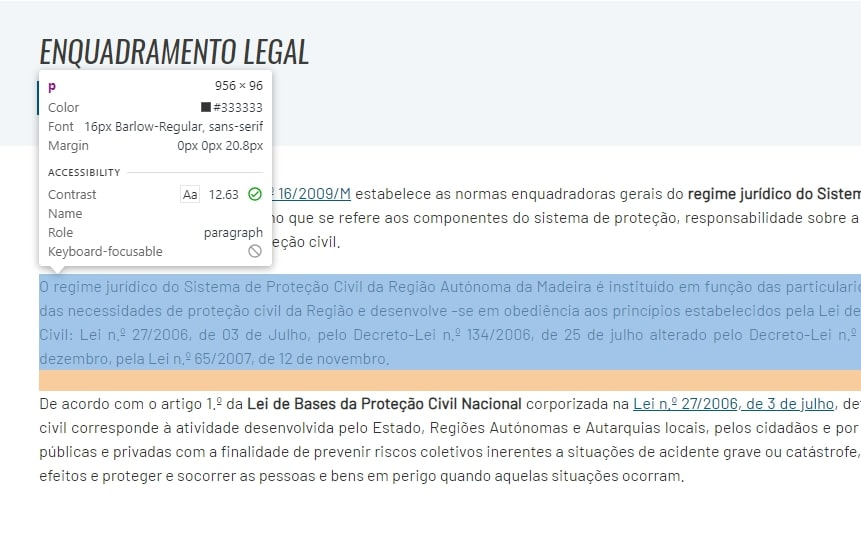 ENQUADRAMENTO LEGAL
p 956 × 96
Color #333333
Font 16px Barlow-Regular, sans-serif
Margin 0px 0px 20.8px
ACCESSIBILITY
Contrast Aa 12.63
Name
Role paragraph
Keyboard-focusable
16/2009/M estabelece as normas enquadradoras gerais do regime jurídico do Sistem
no que se refere aos componentes do sistema de proteção, responsabilidade sobre a
eção civil.
O regime jurídico do Sistema de Proteção Civil da Região Autónoma da Madeira é instituído em função das particulari
das necessidades de proteção civil da Região e desenvolve -se em obediência aos princípios estabelecidos pela Lei de
Civil: Lei n.º 27/2006, de 03 de Julho, pelo Decreto-Lei n.º 134/2006, de 25 de julho alterado pelo Decreto-Lei n.º
dezembro, pela Lei n.º 65/2007, de 12 de novembro.
De acordo com o artigo 1.º da Lei de Bases da Proteção Civil Nacional corporizada na Lei n.º 27/2006, de 3 de julho, de
civil corresponde à atividade desenvolvida pelo Estado, Regiões Autónomas e Autarquias locais, pelos cidadãos e por
públicas e privadas com a finalidade de prevenir riscos coletivos inerentes a situações de acidente grave ou catástrofe,
efeitos e proteger e socorrer as pessoas e bens em perigo quando aquelas situações ocorram.